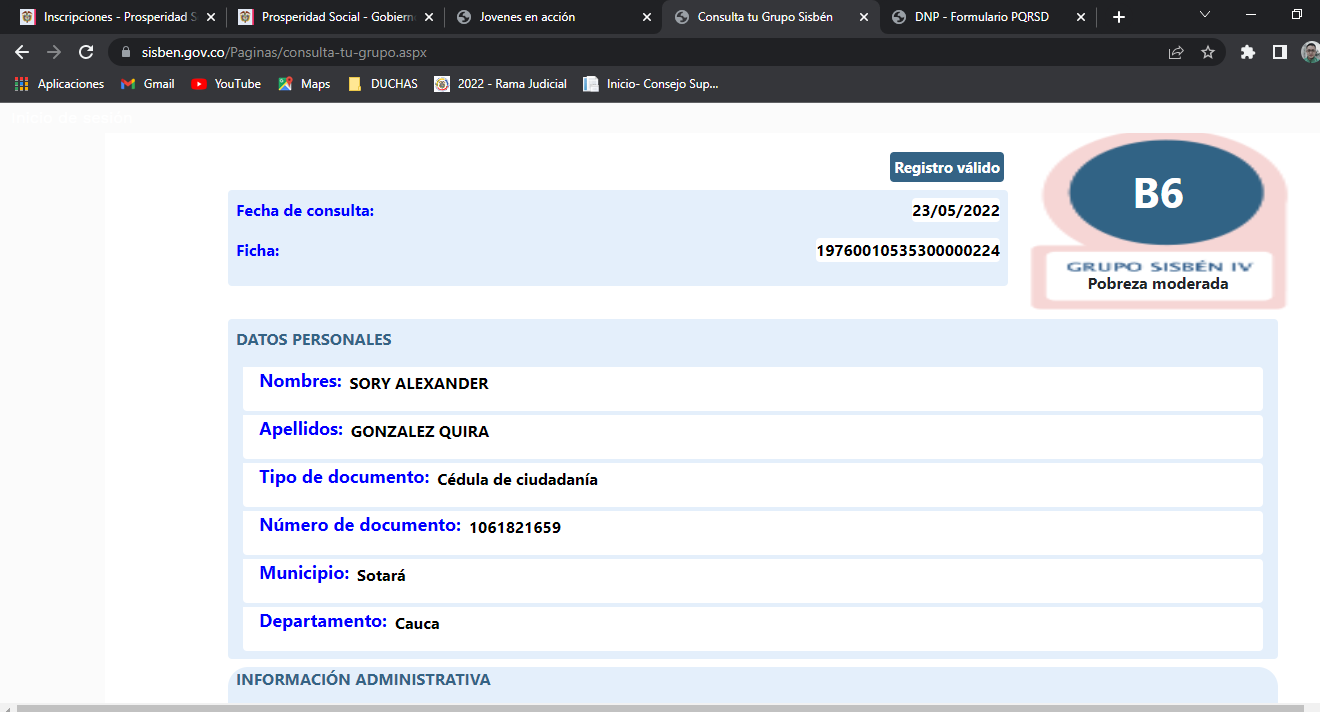 Inscripciones - Prosperidad S
Prosperidad Social - Gobiern
Jovenes en acción
Consulta tu Grupo Sisbén
DNP - Formulario PQRSD
sisben.gov.co/Paginas/consulta-tu-grupo.aspx
Aplicaciones
Gmail
YouTube
Maps
DUCHAS
2022 - Rama Judicial
Inicio- Consejo Sup...
Registro válido
B6
GRUPO SISBÉN IV
Pobreza moderada
Fecha de consulta: 23/05/2022
Ficha: 19760010535300000224
DATOS PERSONALES
Nombres: SORY ALEXANDER
Apellidos: GONZALEZ QUIRA
Tipo de documento: Cédula de ciudadanía
Número de documento: 1061821659
Municipio: Sotará
Departamento: Cauca
INFORMACIÓN ADMINISTRATIVA